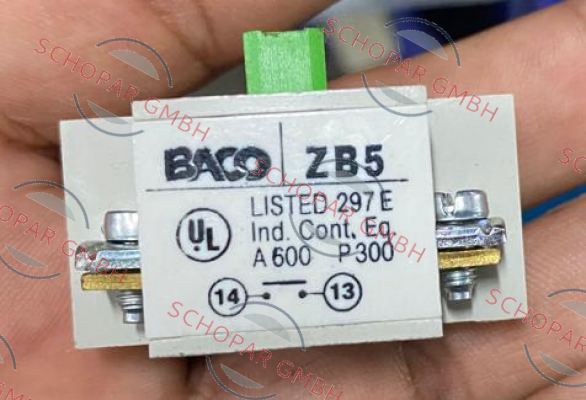 BACO ZB5
UL LISTED 297 E
Ind. Cont. Eq.
A 600 P300
14 13
SCHOPAR GMBH
SCHOPAR GMBH
SCHOPAR GMBH
SCHOPAR GMBH
SCHOPAR GMBH